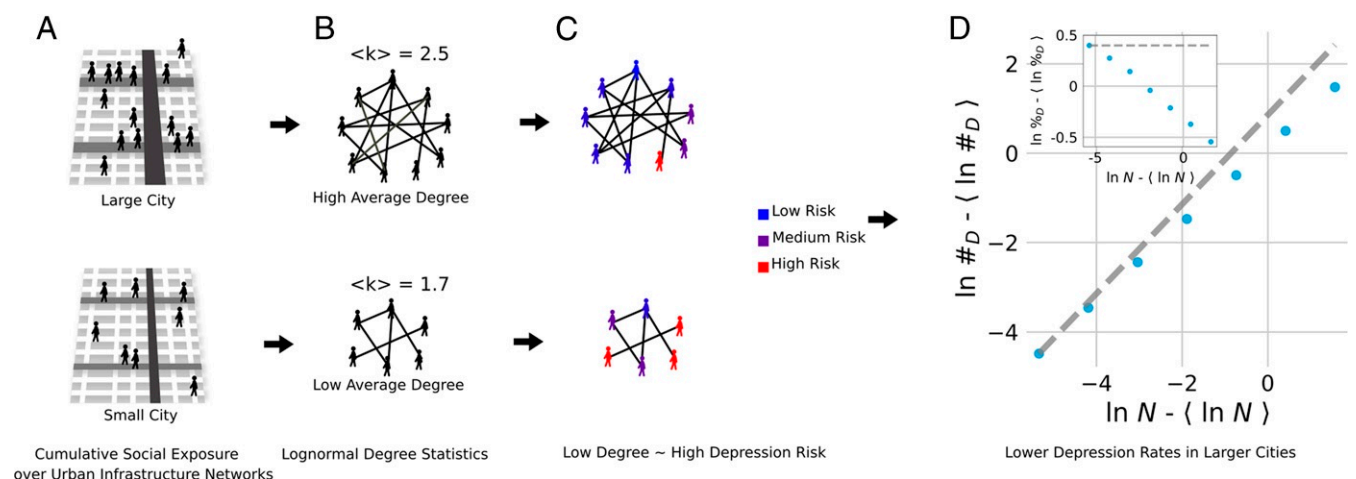 A
B
C
D
<k> = 2.5
Large City
High Average Degree
Low Risk
Medium Risk
High Risk
<k> = 1.7
Small City
Low Average Degree
Cumulative Social Exposure
over Urban Infrastructure Networks
Lognormal Degree Statistics
Low Degree ~ High Depression Risk
ln #D - ⟨ ln #D ⟩
2
0
−2
−4
−4
−2
0
ln N - ⟨ ln N ⟩
ln %D - ⟨ ln %D ⟩
0.5
0
-0.5
−5
0
ln N - ⟨ ln N ⟩
Lower Depression Rates in Larger Cities